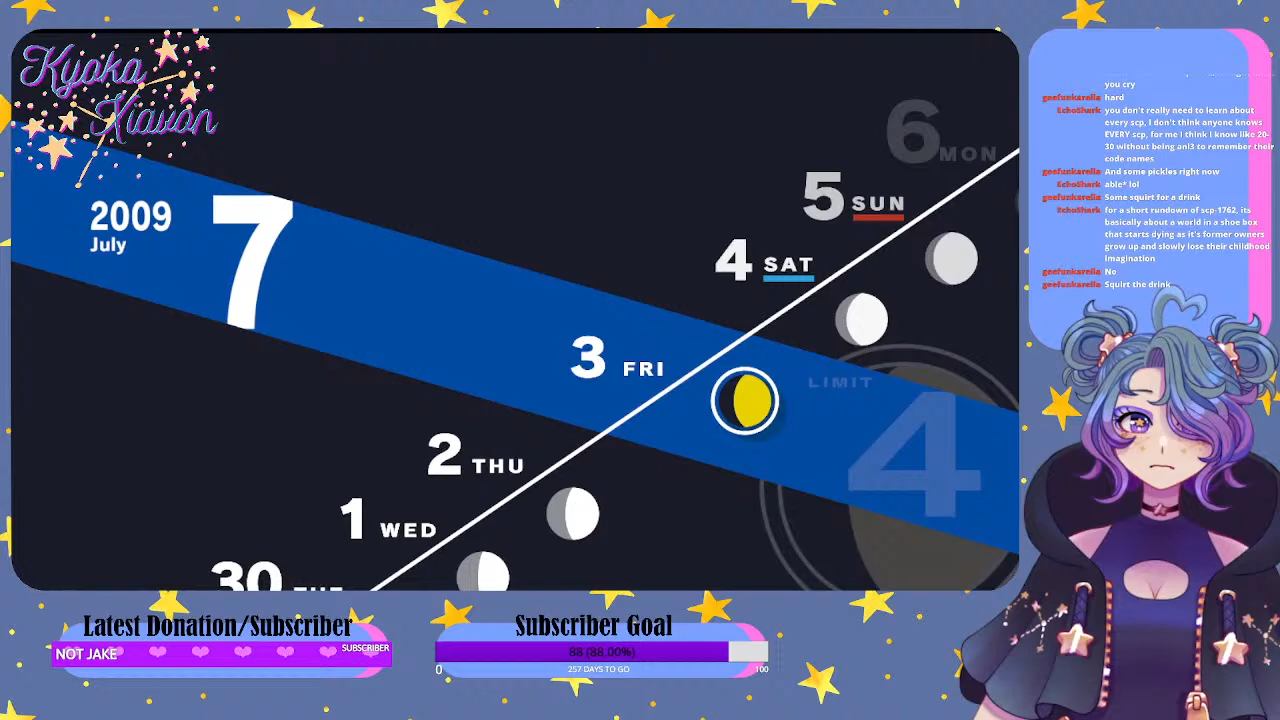 Kyoka
Xiavan
2009
July
7
6 MON
5 SUN
4 SAT
3 FRI
LIMIT
4
2 THU
1 WED
30 TUE
you cry
geefunkarella hard
EchoShark you don't really need to learn about
every scp, I don't think anyone knows
EVERY scp, for me I think I know like 20-
30 without being anl3 to remember their
code names
geefunkarella And some pickles right now
EchoShark able* lol
geefunkarella Some squirt for a drink
EchoShark for a short rundown of scp-1762, its
basically about a world in a shoe box
that starts dying as it's former owners
grow up and slowly lose their childhood
imagination
geefunkarella No
geefunkarella Squirt the drink
Latest Donation/Subscriber
NOT JAKE
SUBSCRIBER
Subscriber Goal
88 (88.00%)
0
257 DAYS TO GO
100